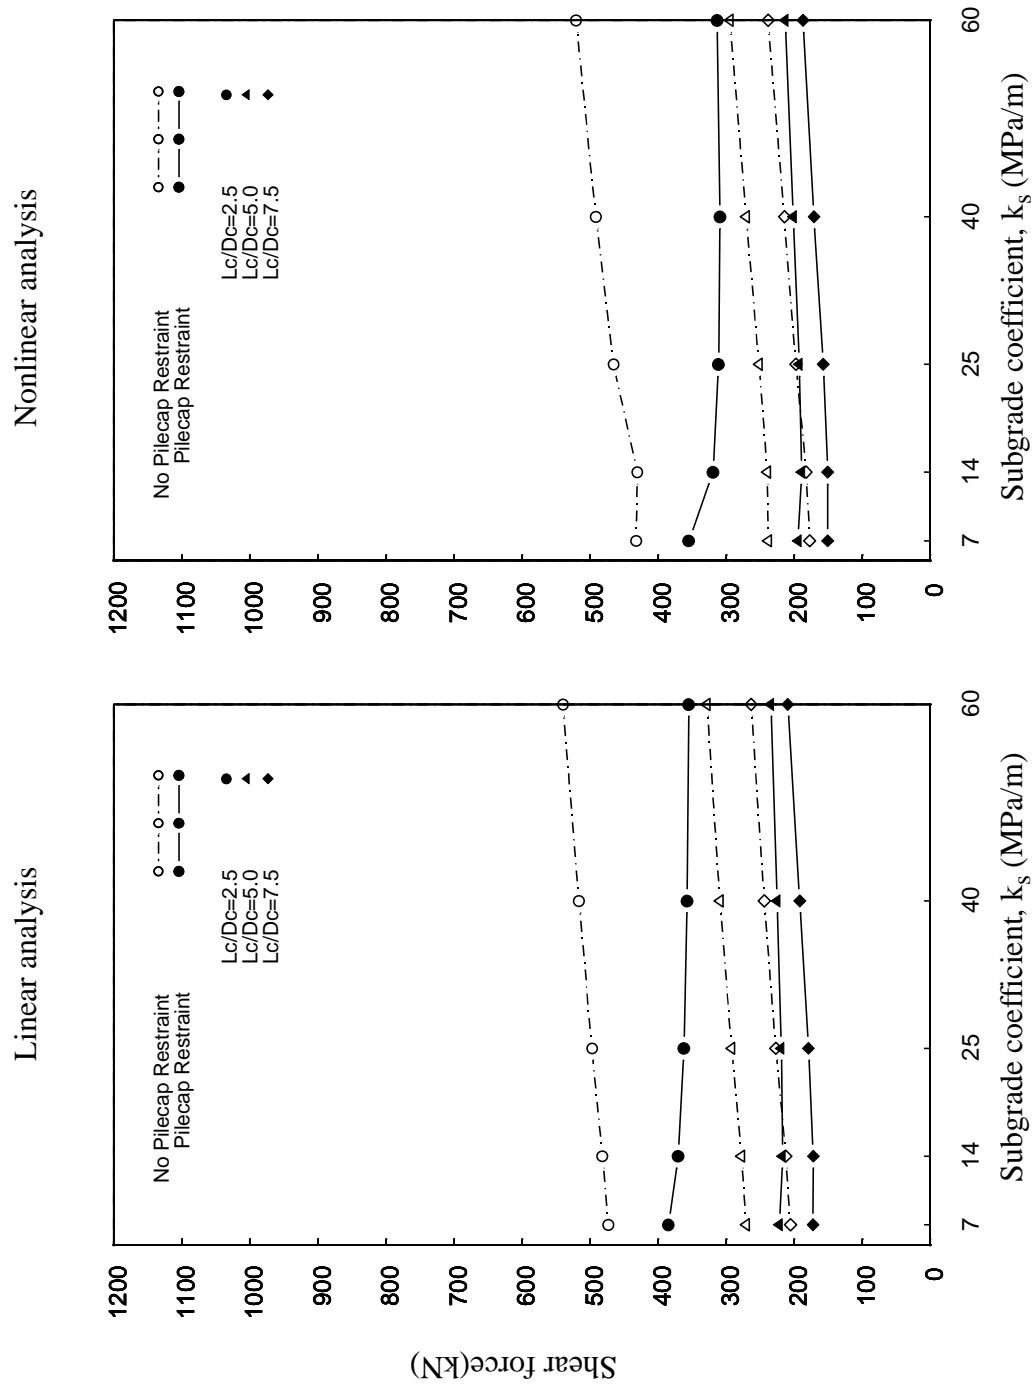 Linear analysis
Shear force(kN)
1200
1100
1000
900
800
700
600
500
400
300
200
100
0
No Pilecap Restraint
Pilecap Restraint
Lc/Dc=2.5
Lc/Dc=5.0
Lc/Dc=7.5
7
14
25
40
60
Subgrade coefficient, ks (MPa/m)
Nonlinear analysis
1200
1100
1000
900
800
700
600
500
400
300
200
100
0
No Pilecap Restraint
Pilecap Restraint
Lc/Dc=2.5
Lc/Dc=5.0
Lc/Dc=7.5
7
14
25
40
60
Subgrade coefficient, ks (MPa/m)